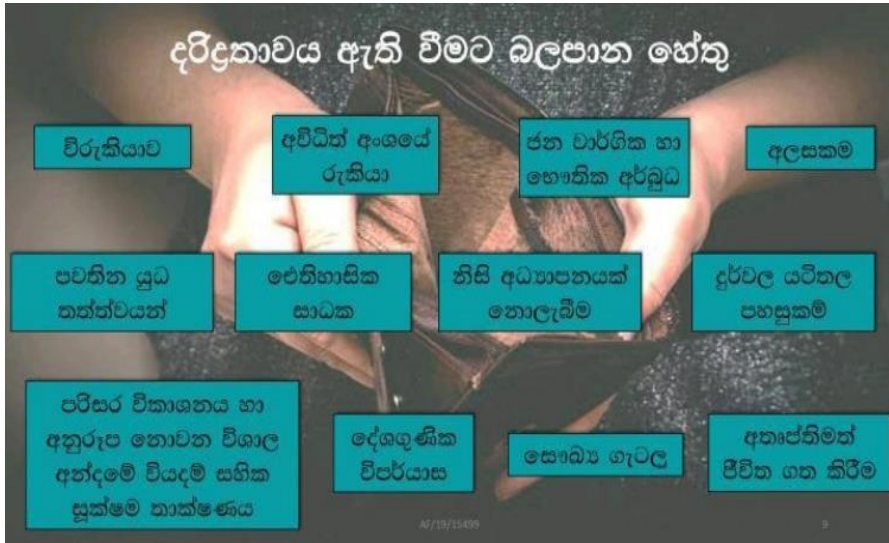 දරිද්‍රතාවය ඇති වීමට බලපාන හේතු
විරුකියාව
අවිධිත් අංශයේ
රුකියා
ජන වාර්ගික හා
භෞතික අර්බුධ
අලසකම
පවතින යුධ
තත්ත්වයන්
ඓතිහාසික
සාධක
නිසි අධ්‍යාපනයක්
නොලැබීම
දුර්වල යටිතල
පහසුකම්
පරිසර විකාශනය හා
අනුරූප නොවන විශාල
අන්දමේ වියදම් සහික
සූක්ෂම තාක්ෂණය
දේශගුණික
විපර්යාස
සෞඛ්‍ය ගැටලු
අතෘප්තිමත්
ජීවිත ගත කිරීම
AF/19/15499
9